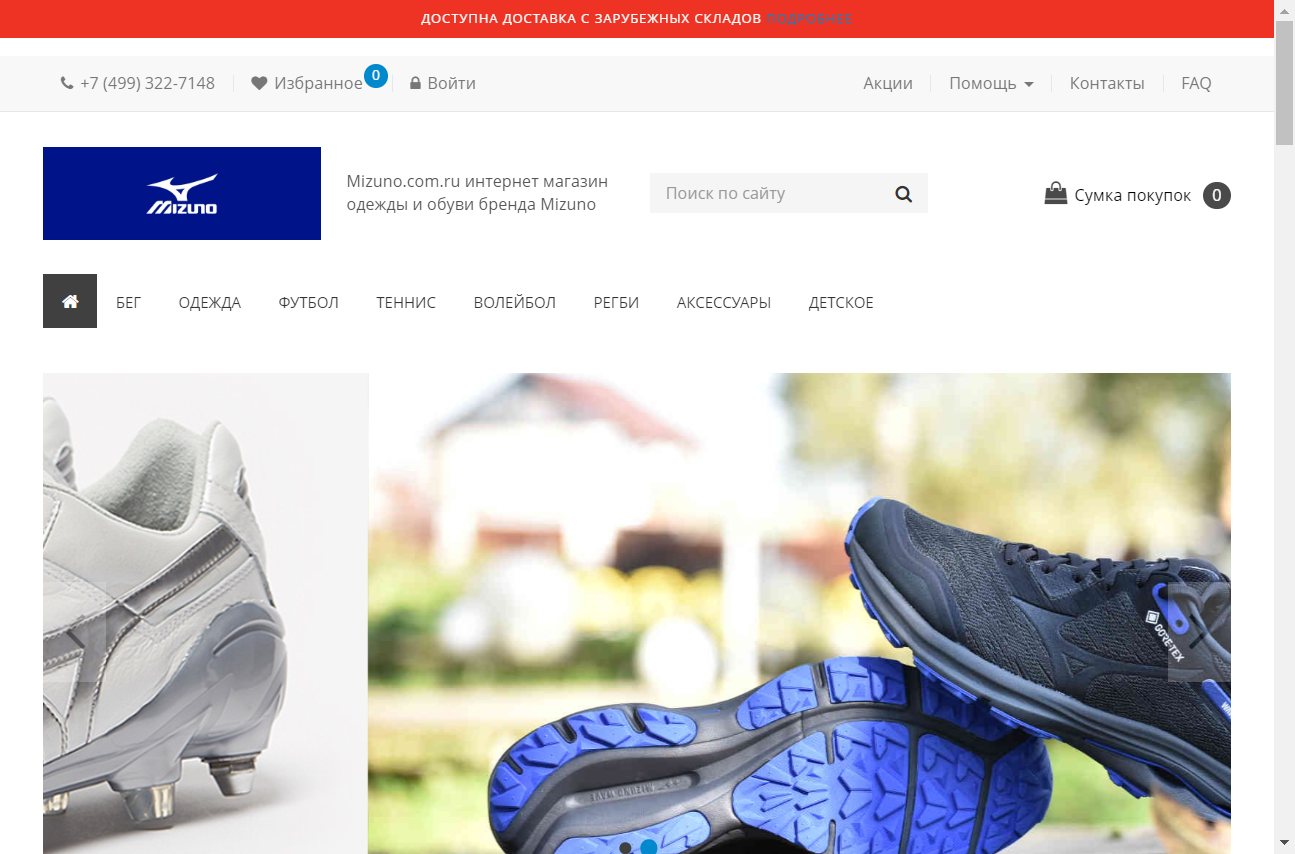 ДОСТУПНА ДОСТАВКА С ЗАРУБЕЖНЫХ СКЛАДОВ ПОДРОБНЕЕ
+7 (499) 322-7148 Избранное 0 Войти Акции Помощь Контакты FAQ
MIZUNO
Mizuno.com.ru интернет магазин
одежды и обуви бренда Mizuno
Поиск по сайту
Сумка покупок 0
БЕГ ОДЕЖДА ФУТБОЛ ТЕННИС ВОЛЕЙБОЛ РЕГБИ АКСЕССУАРЫ ДЕТСКОЕ
GORE-TEX
MIZUNO WAVE